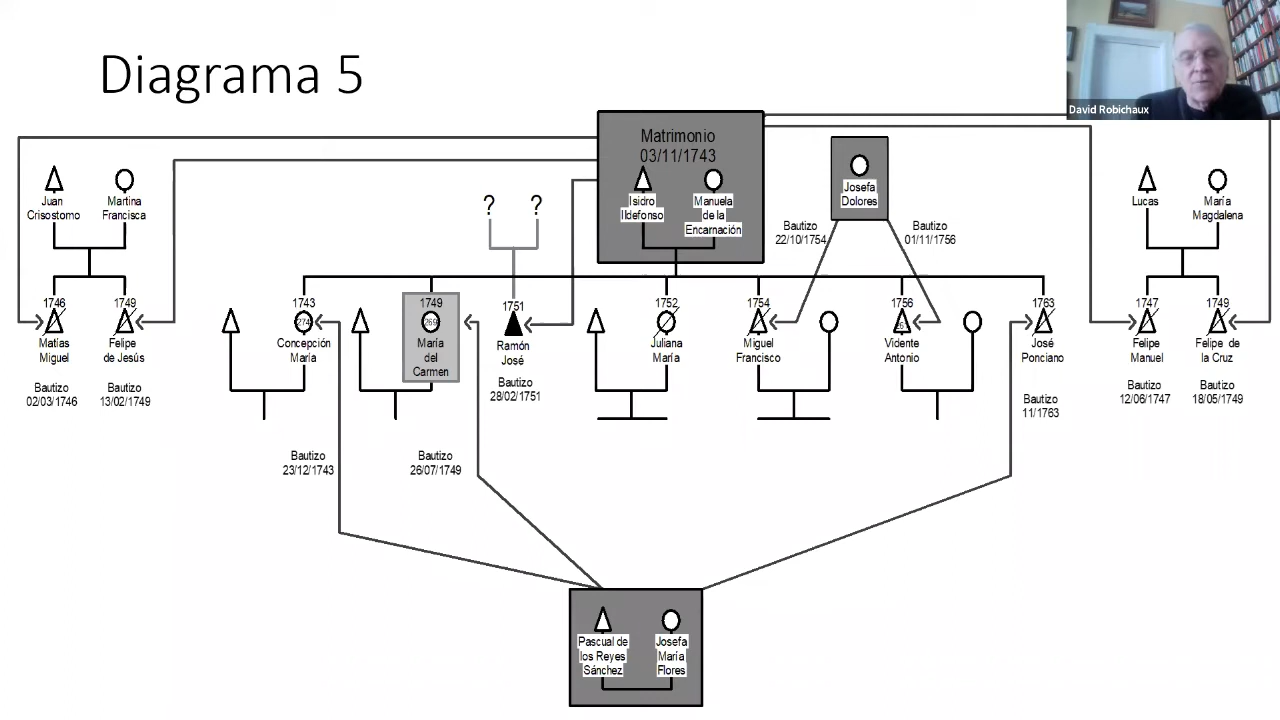 Diagrama 5
David Robichaux
Matrimonio
03/11/1743
Isidro
Ildefonso
Manuela
de la
Encarnación
Josefa
Dolores
Juan
Crisostomo
Martina
Francisca
?
?
Bautizo
22/10/1754
Bautizo
01/11/1756
Lucas
María
Magdalena
1746
Matías
Miguel
Bautizo
02/03/1746
1749
Felipe
de Jesús
Bautizo
13/02/1749
1743
274
Concepción
María
Bautizo
23/12/1743
1749
María
del
Carmen
Bautizo
26/07/1749
1751
Ramón
José
Bautizo
28/02/1751
1752
Juliana
María
1754
Miguel
Francisco
1756
Vidente
Antonio
1763
José
Ponciano
Bautizo
11/1763
1747
Felipe
Manuel
Bautizo
12/06/1747
1749
Felipe de
la Cruz
Bautizo
18/05/1749
Pascual de
los Reyes
Sánchez
Josefa
María
Flores